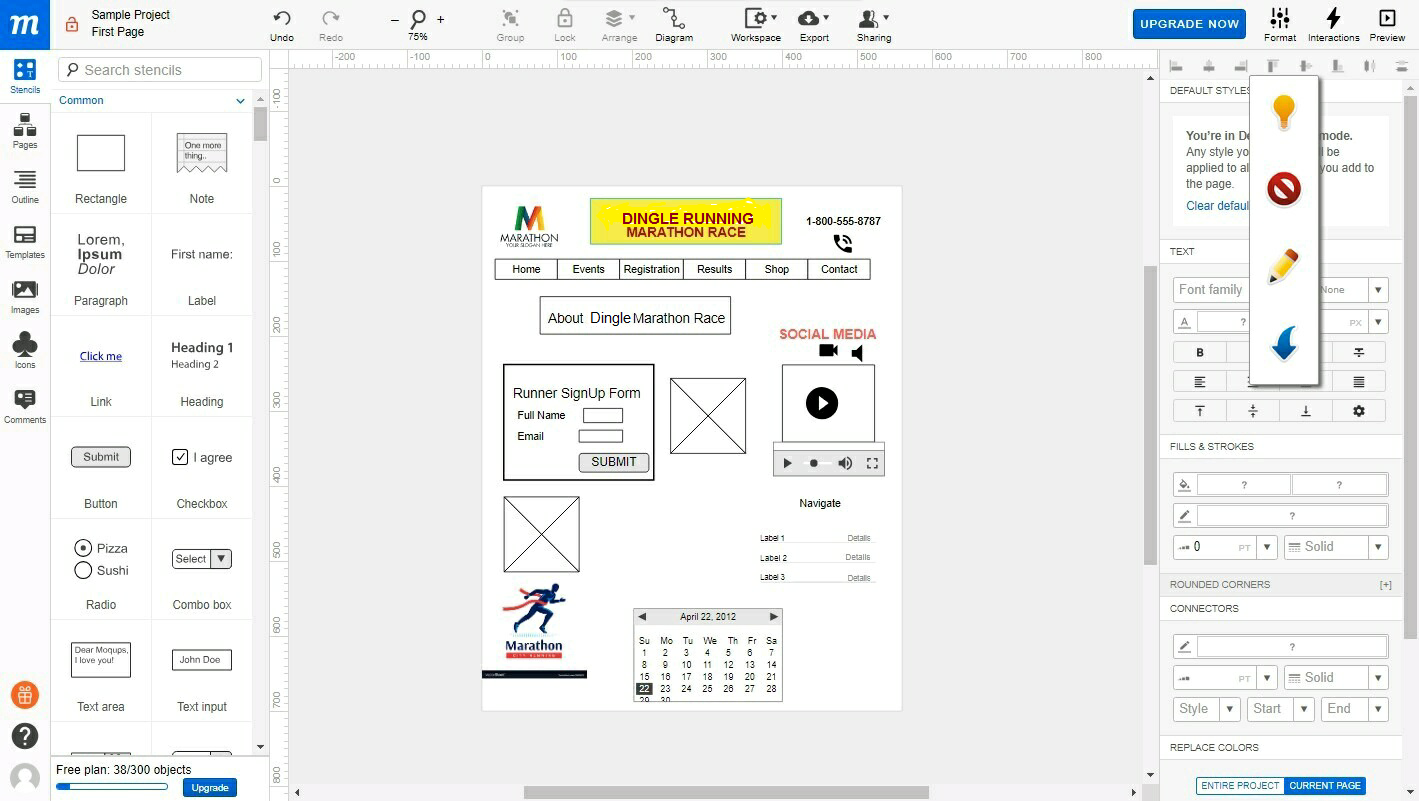 Sample Project
First Page
Undo
Redo
75%
Group
Lock
Arrange
Diagram
Workspace
Export
Sharing
UPGRADE NOW
Format
Interactions
Preview
Stencils
Pages
Outline
Templates
Images
Icons
Comments
Search stencils
Common
Rectangle
One more
thing..
Note
Lorem,
Ipsum
Dolor
Paragraph
First name:
Label
Click me
Link
Heading 1
Heading 2
Heading
Submit
Button
I agree
Checkbox
Pizza
Sushi
Radio
Select
Combo box
Dear Moqups,
I love you!
Text area
John Doe
Text input
Free plan: 38/300 objects
Upgrade
-200 -100 0 100 200 300 400 500 600 700 800
-100 0 100 200 300 400 500 600 700 800
MARATHON
YOUR SLOGAN HERE
DINGLE RUNNING
MARATHON RACE
1-800-555-8787
Home Events Registration Results Shop Contact
About Dingle Marathon Race
SOCIAL MEDIA
Runner SignUp Form
Full Name
Email
SUBMIT
Navigate
Label 1 Details
Label 2 Details
Label 3 Details
Marathon
April 22, 2012
Su Mo Tu We Th Fr Sa
1 2 3 4 5 6 7
8 9 10 11 12 13 14
15 16 17 18 19 20 21
22 23 24 25 26 27 28
29 30
DEFAULT STYLES
You're in De mode.
Any style yo l be
applied to al you add to
the page.
Clear defaul
TEXT
Font family
None
A ? PX
B
FILLS & STROKES
? ?
?
0 PT Solid
ROUNDED CORNERS [+]
CONNECTORS
?
PT Solid
Style Start End
REPLACE COLORS
ENTIRE PROJECT CURRENT PAGE